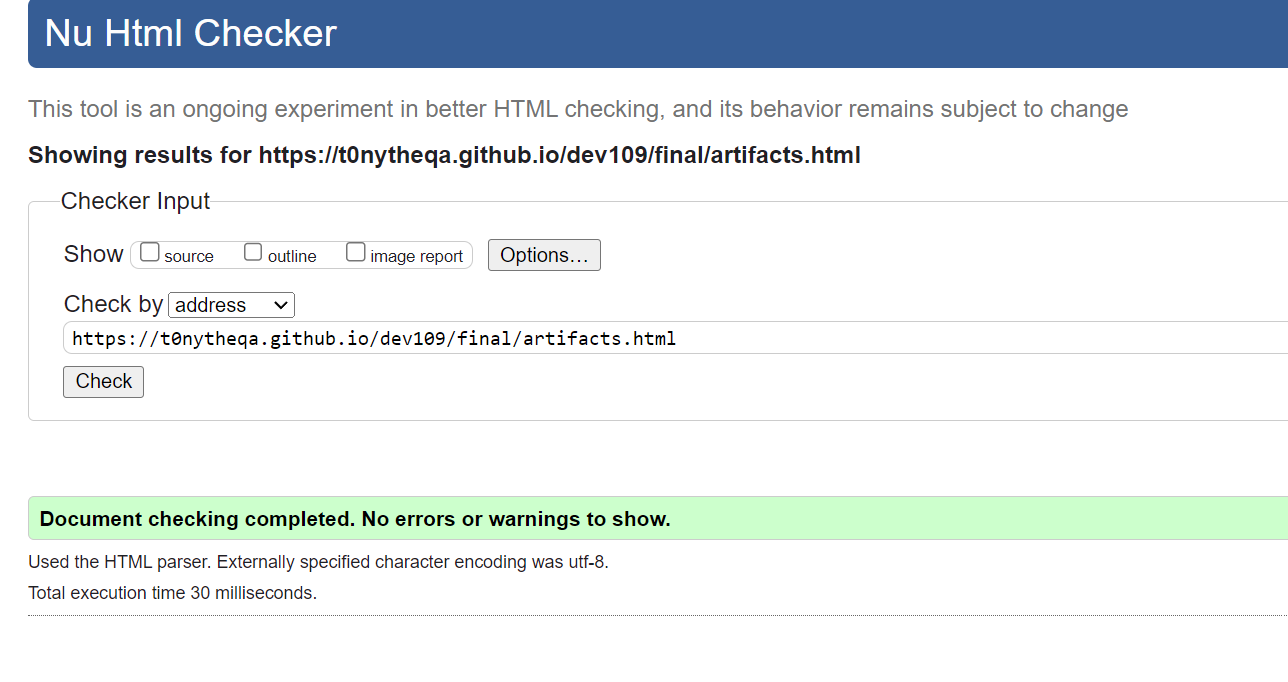 Nu Html Checker
This tool is an ongoing experiment in better HTML checking, and its behavior remains subject to change
Showing results for https://t0nytheqa.github.io/dev109/final/artifacts.html
Checker Input
Show source outline image report Options...
Check by address
https://t0nytheqa.github.io/dev109/final/artifacts.html
Check
Document checking completed. No errors or warnings to show.
Used the HTML parser. Externally specified character encoding was utf-8.
Total execution time 30 milliseconds.